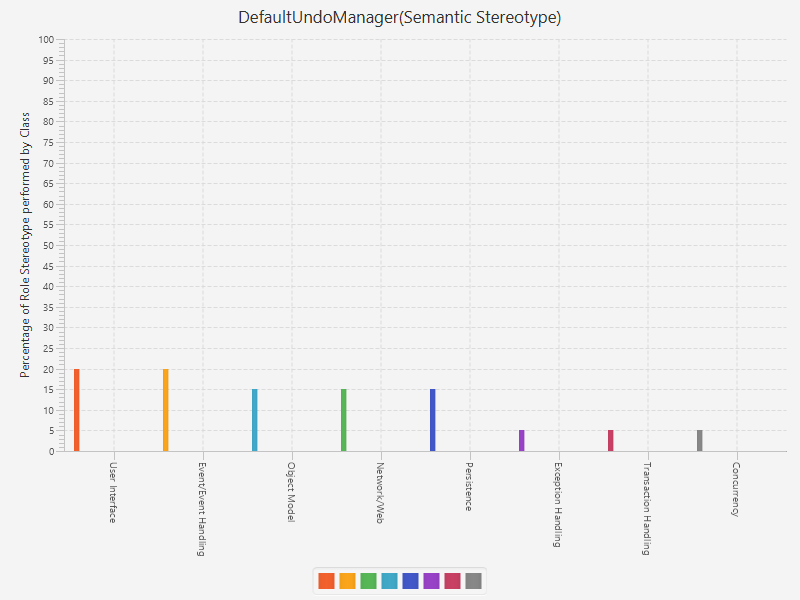 DefaultUndoManager(Semantic Stereotype)
Percentage of Role Stereotype performed by Class
100
95
90
85
80
75
70
65
60
55
50
45
40
35
30
25
20
15
10
5
0
User Interface
Event/Event Handling
Object Model
Network/Web
Persistence
Exception Handling
Transaction Handling
Concurrency